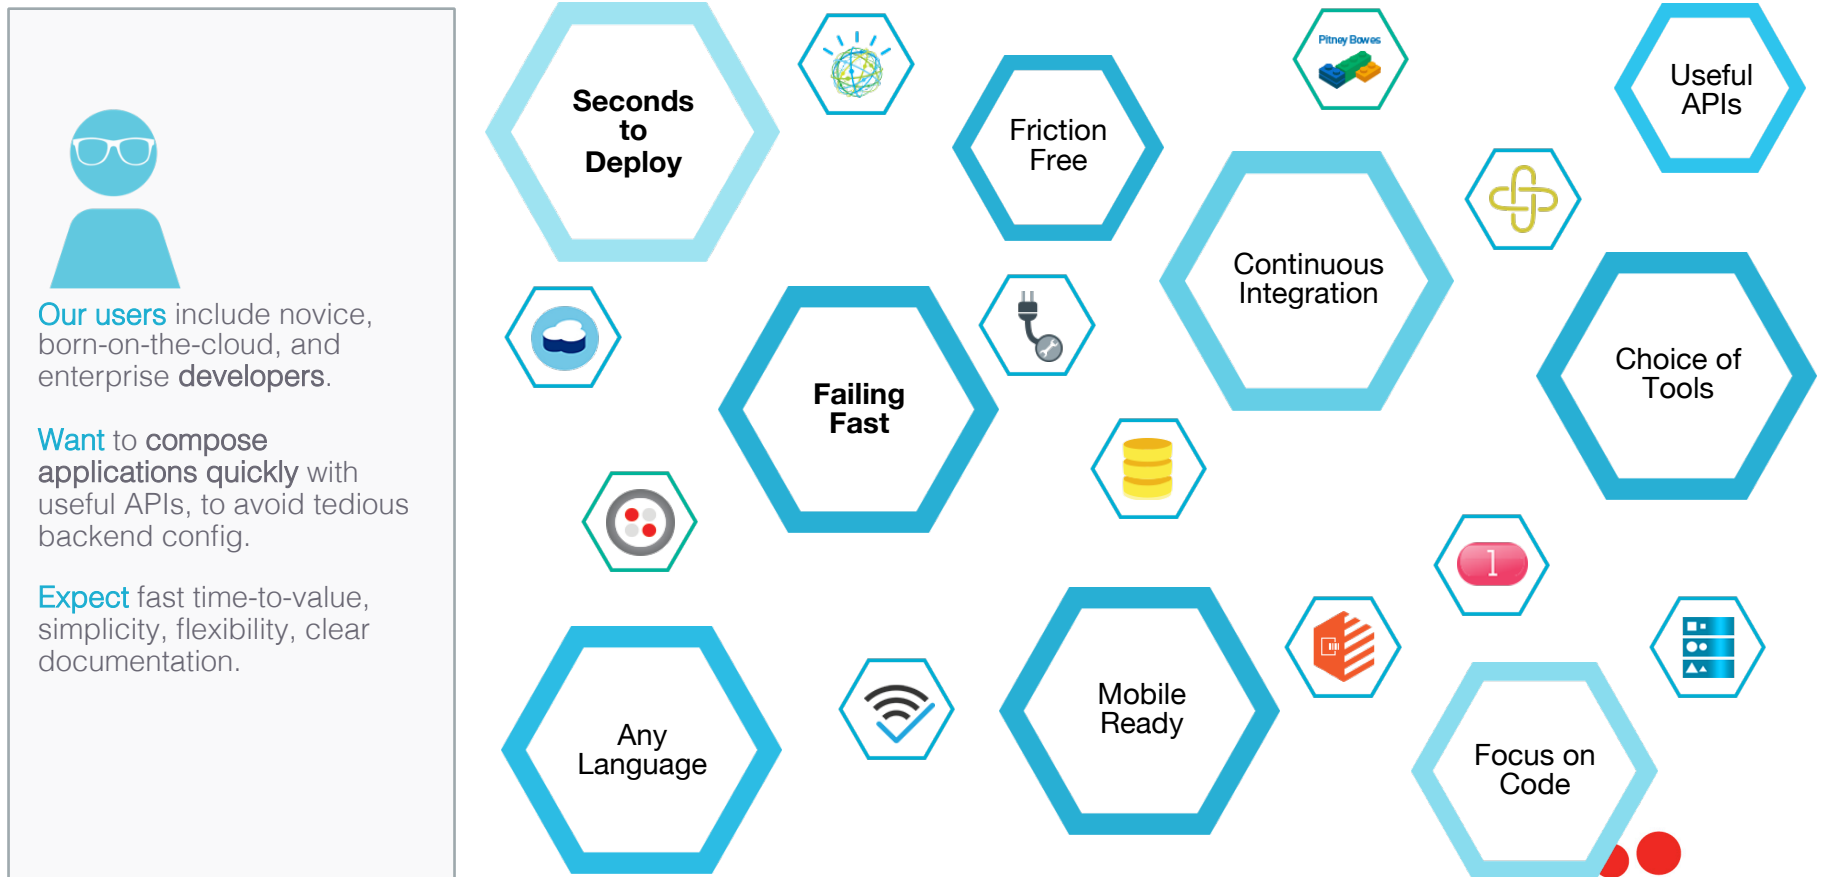 Our users include novice,
born-on-the-cloud, and
enterprise developers.
Want to compose
applications quickly with
useful APIs, to avoid tedious
backend config.
Expect fast time-to-value,
simplicity, flexibility, clear
documentation.
Seconds
to
Deploy
Friction
Free
Pitney Bowes
Useful
APIs
Continuous
Integration
Failing
Fast
Choice of
Tools
1
Any
Language
Mobile
Ready
Focus on
Code